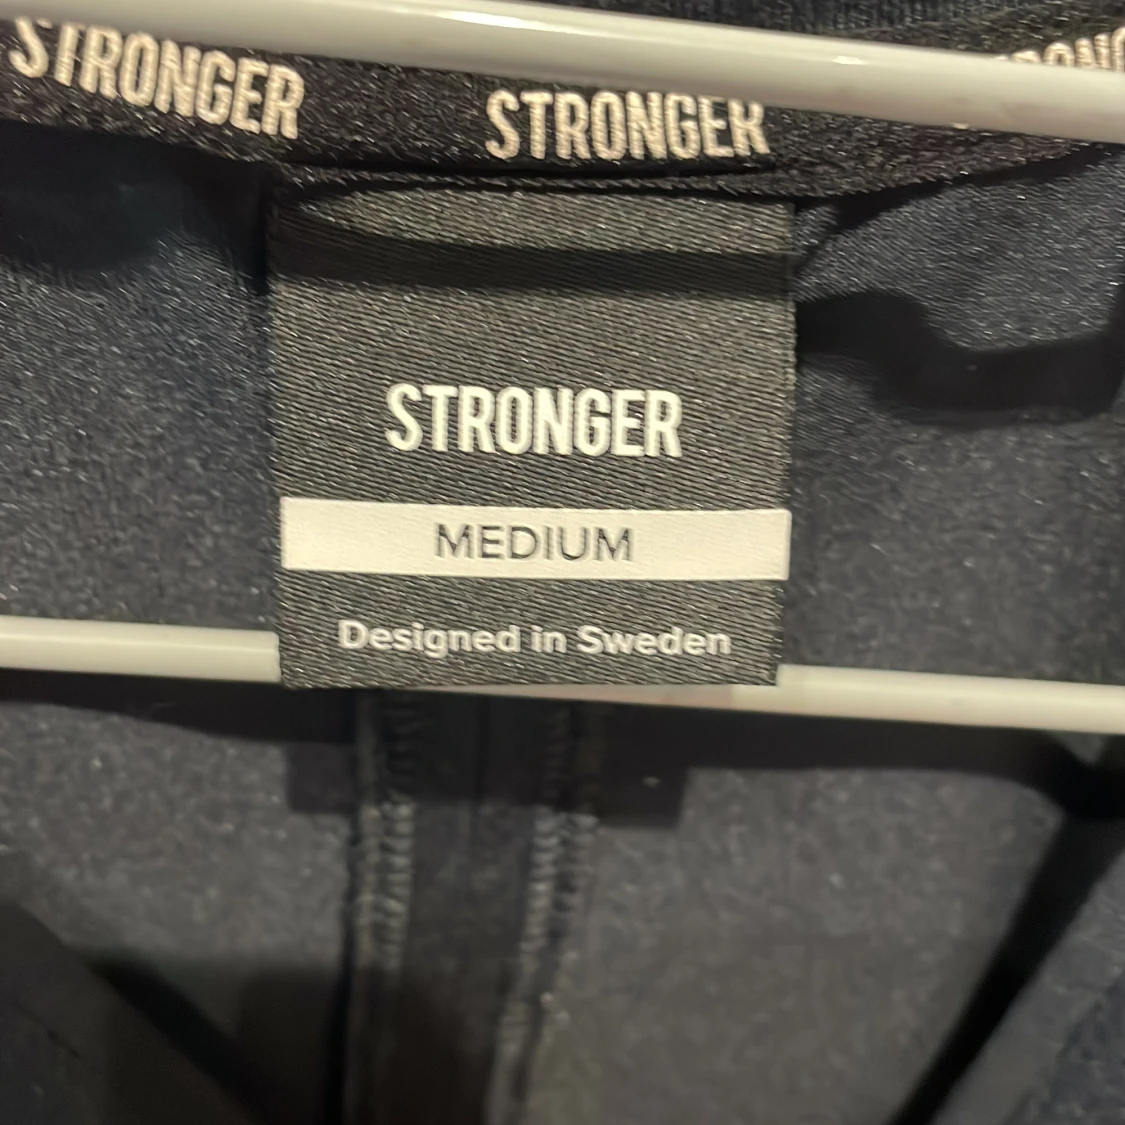 STRONGER STRONGER
STRONGER
MEDIUM
Designed in Sweden